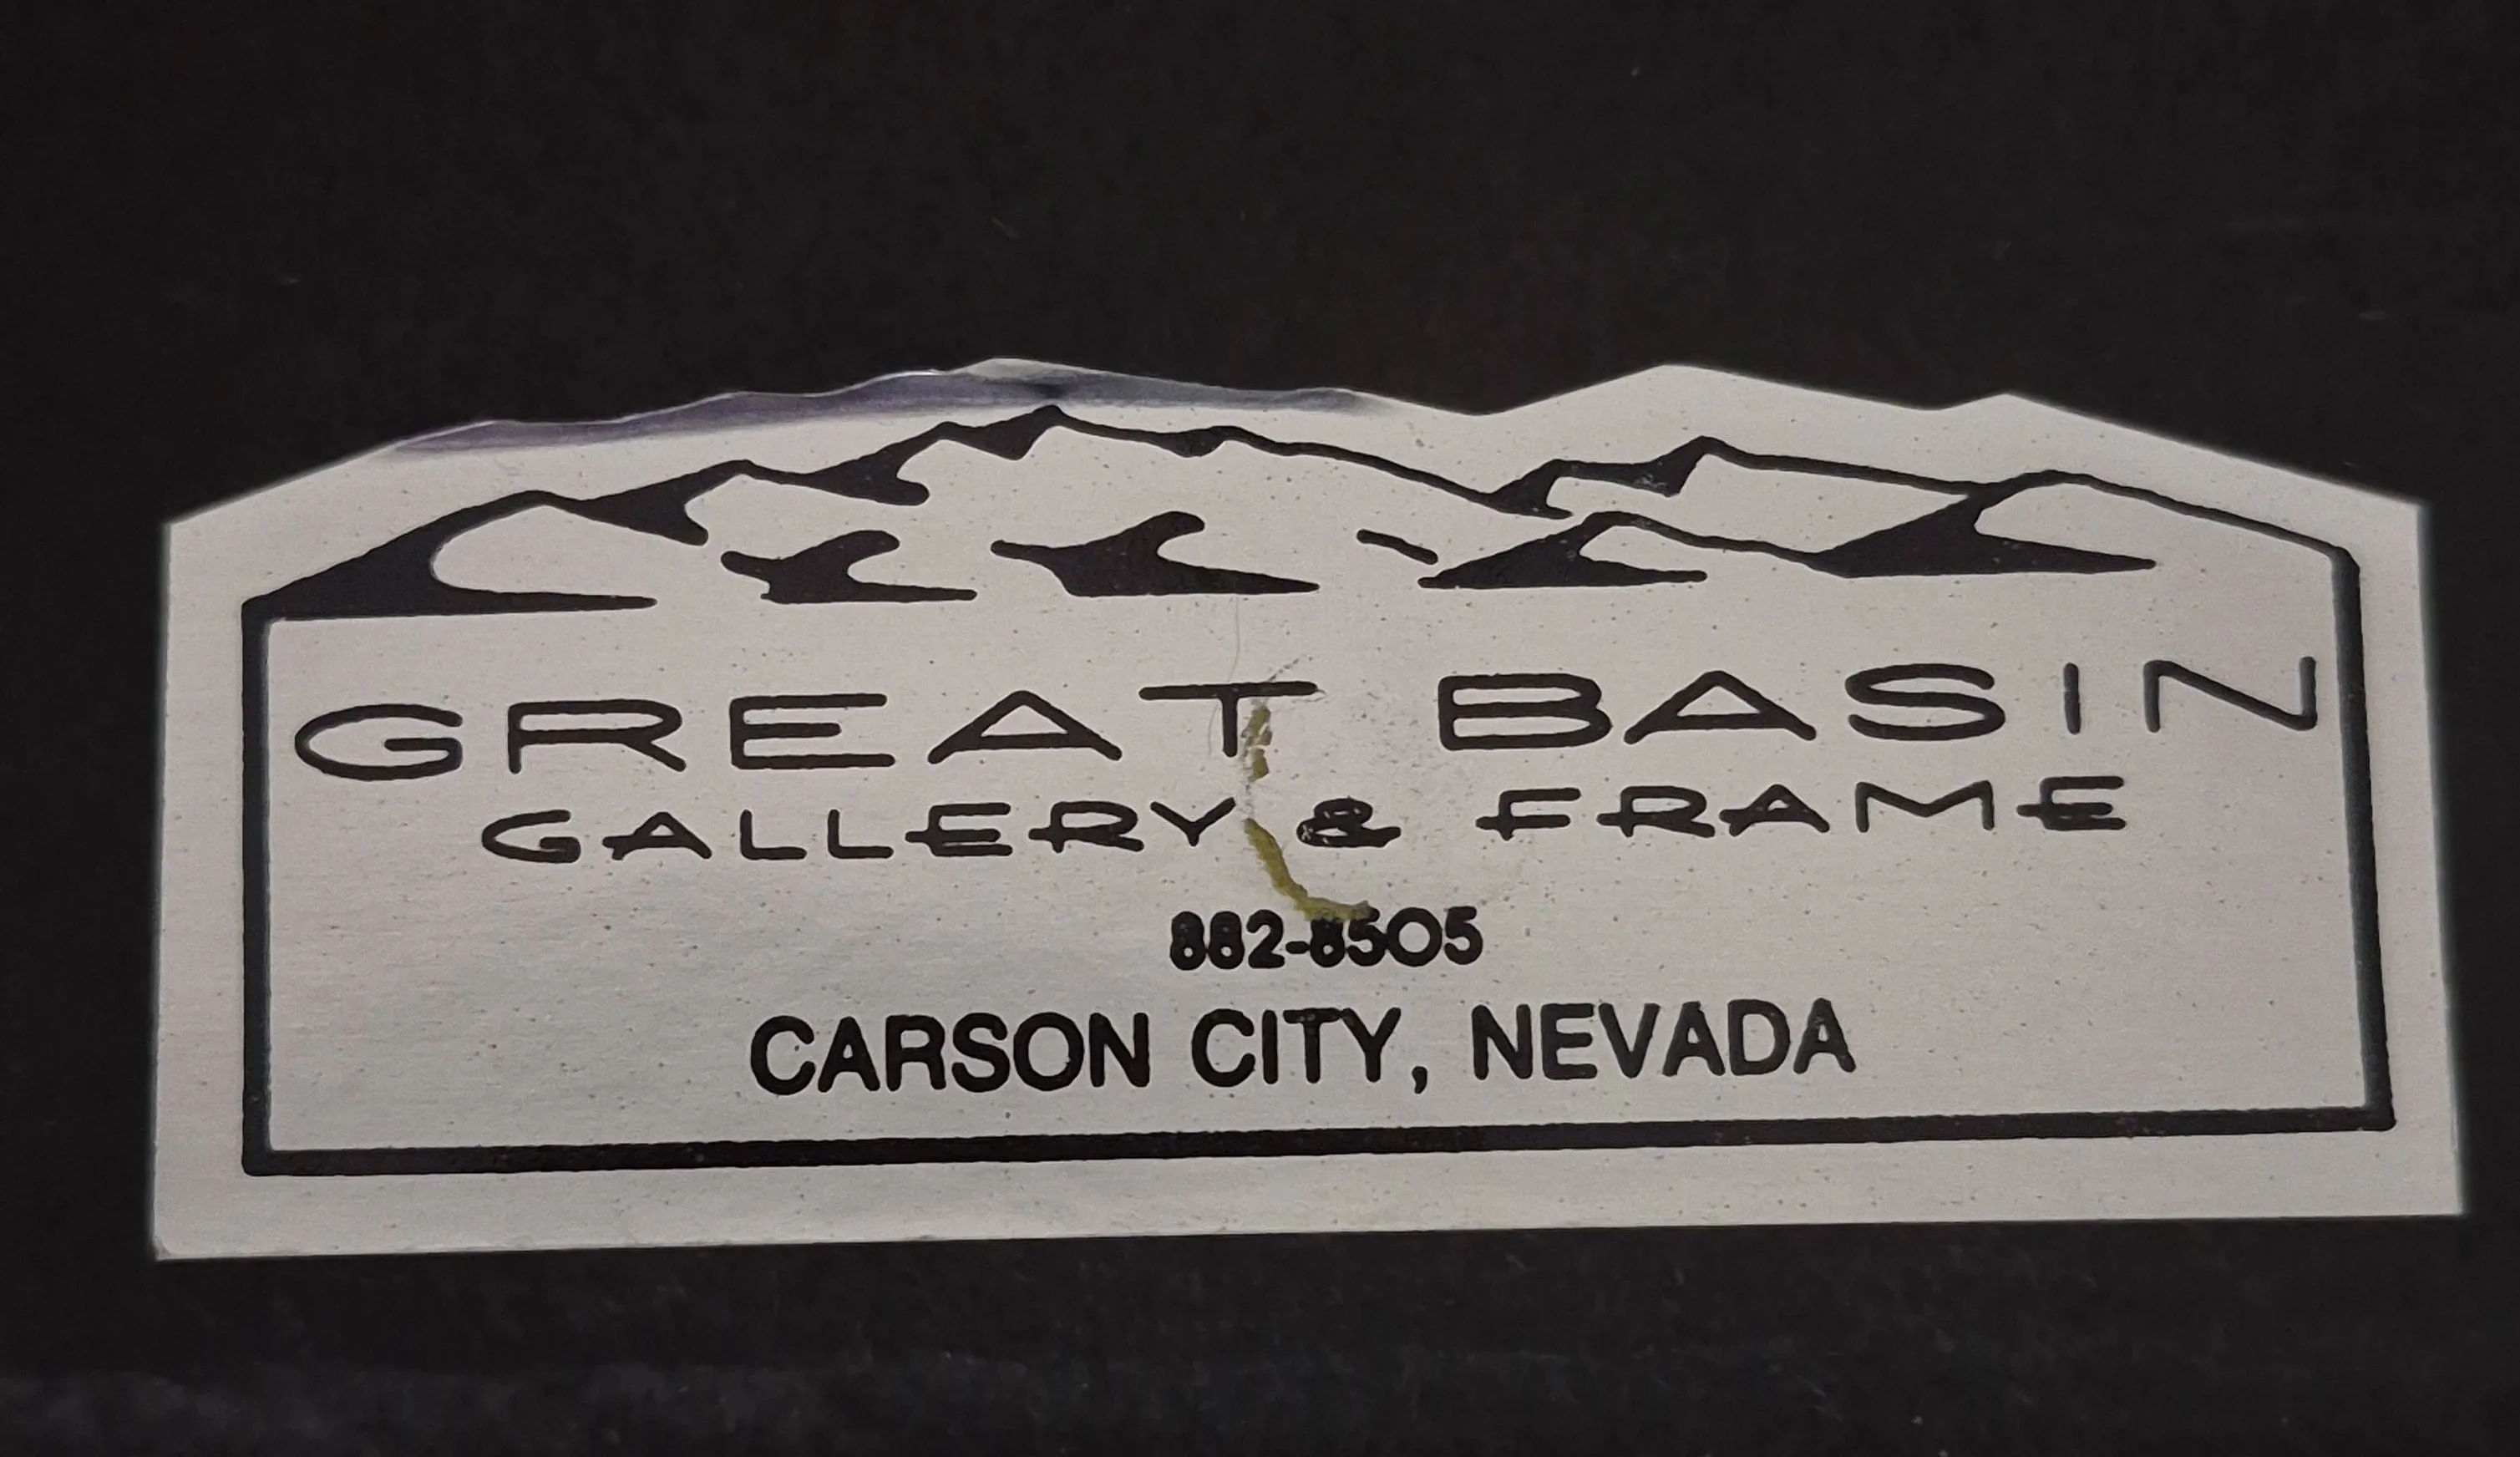 GREAT BASIN
GALLERY & FRAME
882-8505
CARSON CITY, NEVADA